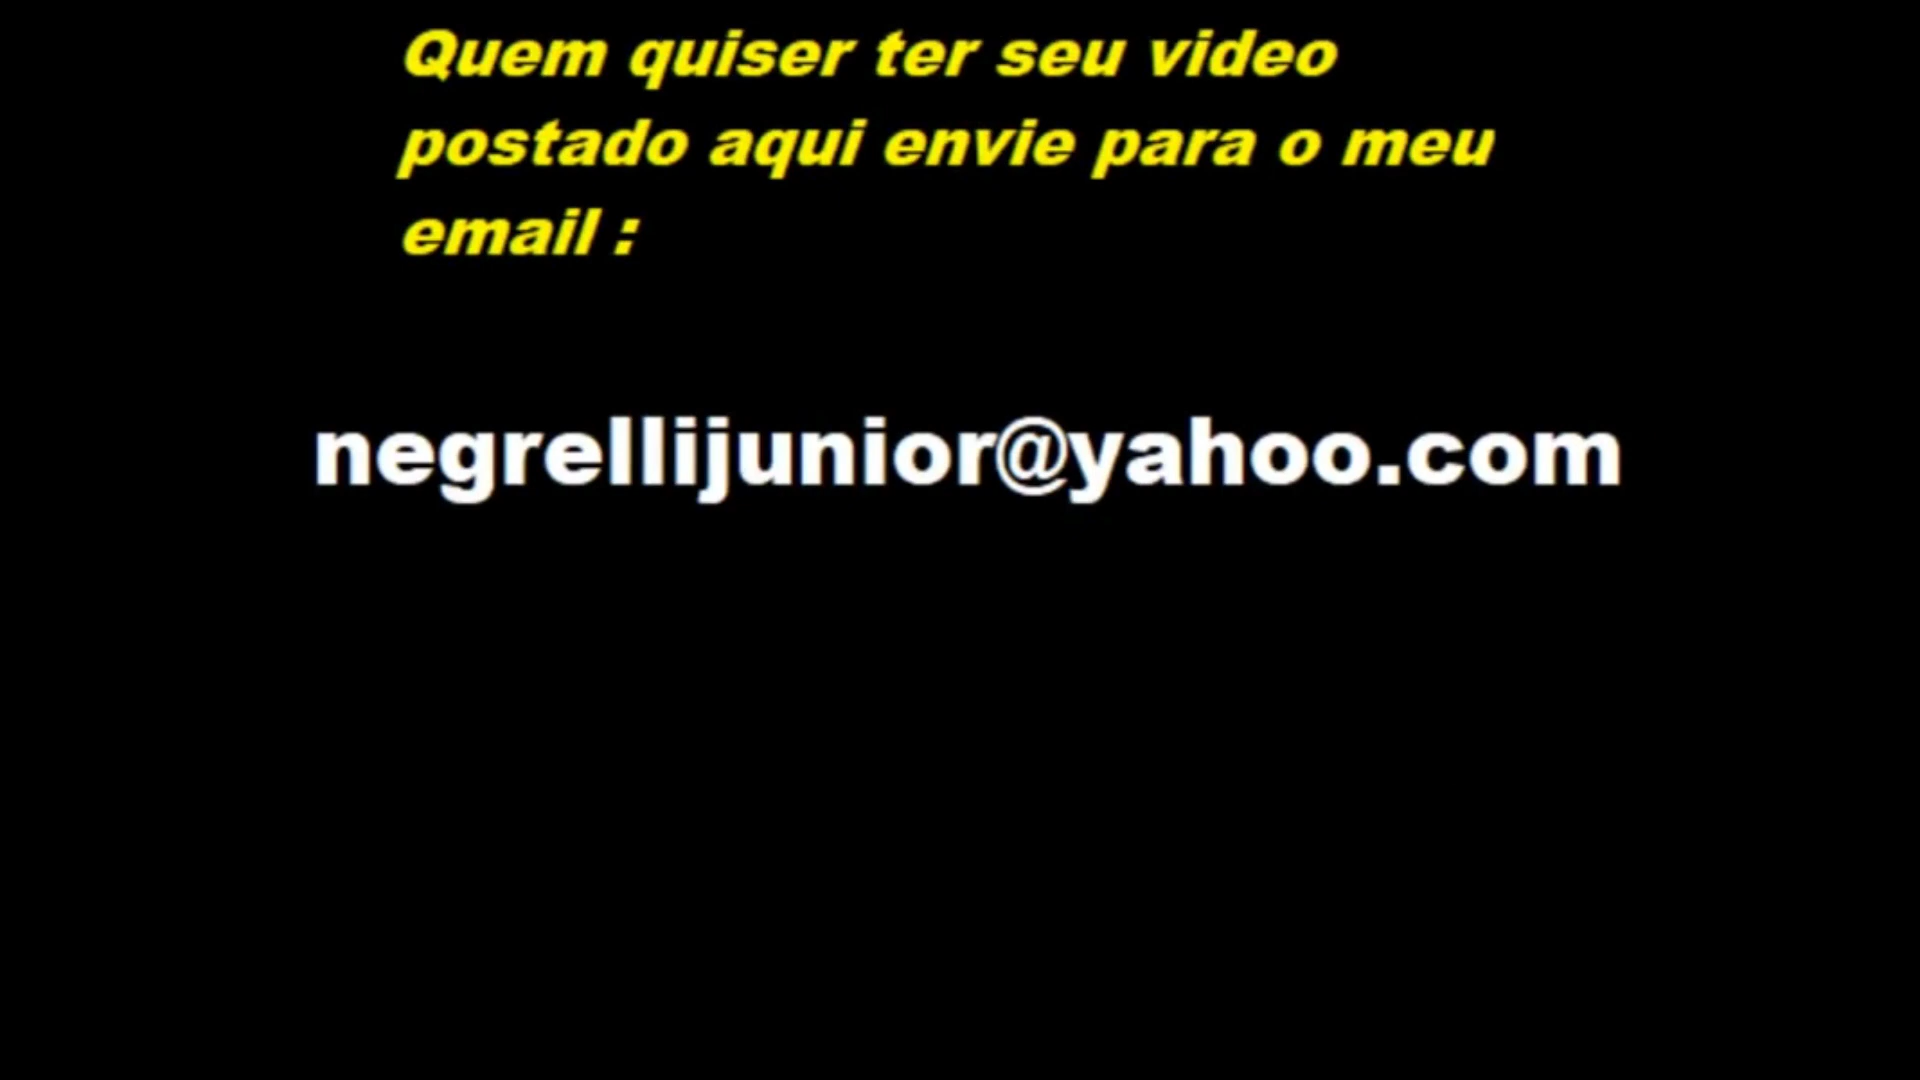 Quem quiser ter seu video
postado aqui envie para o meu
email :
negrellijunior@yahoo.com